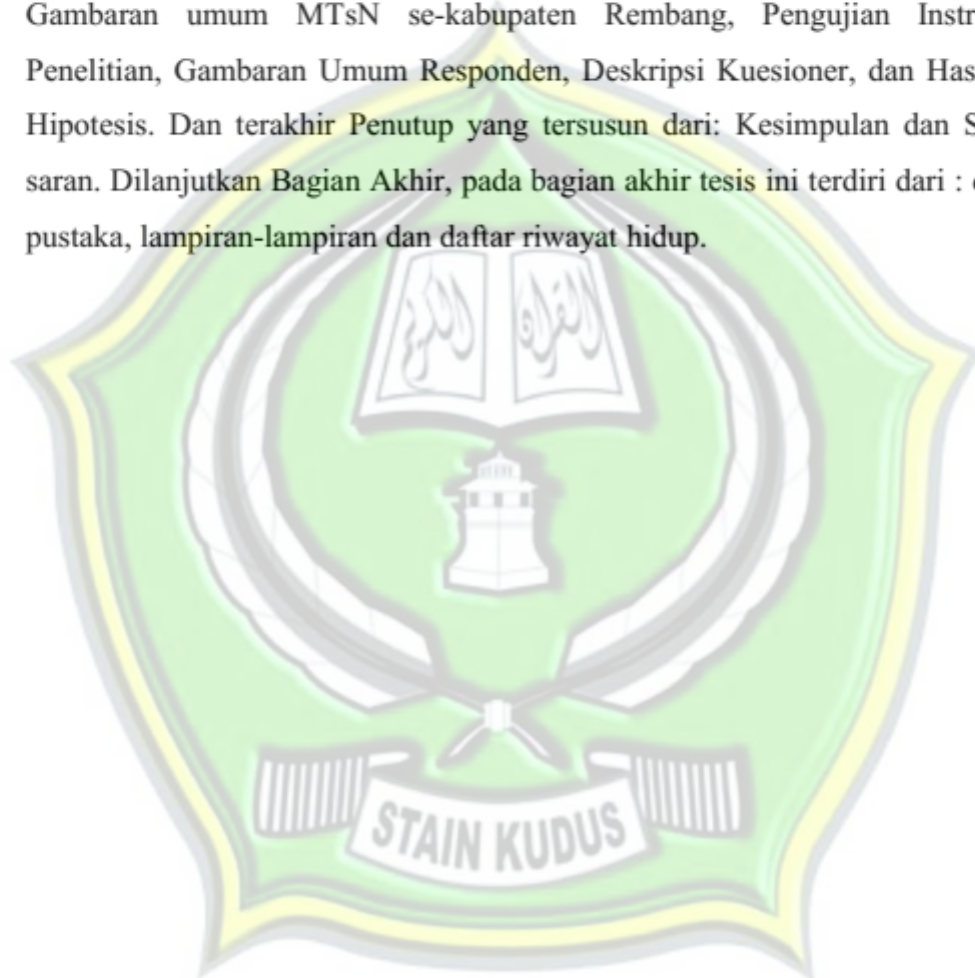 Gambaran umum MTsN se-kabupaten Rembang, Pengujian Instr
Penelitian, Gambaran Umum Responden, Deskripsi Kuesioner, dan Has
Hipotesis. Dan terakhir Penutup yang tersusun dari: Kesimpulan dan S
saran. Dilanjutkan Bagian Akhir, pada bagian akhir tesis ini terdiri dari :
pustaka, lampiran-lampiran dan daftar riwayat hidup.
القرآن الكريم
STAIN KUDUS